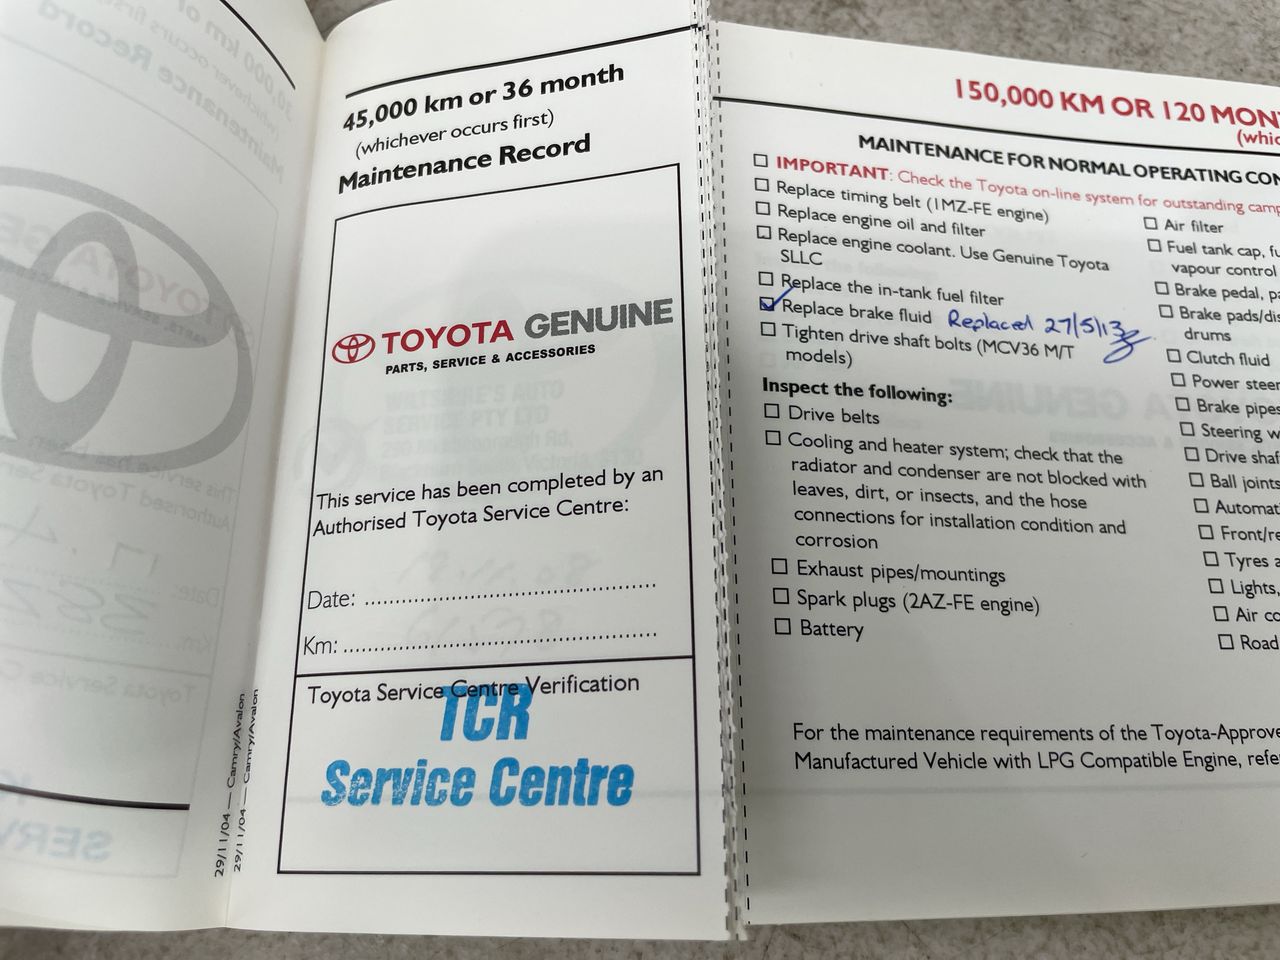 45,000 km or 36 month
(whichever occurs first)
Maintenance Record
TOYOTA GENUINE
PARTS, SERVICE & ACCESSORIES
This service has been completed by an
Authorised Toyota Service Centre:
Date:
Km:
Toyota Service Centre Verification
TCR
Service Centre
29/11/04 — Camry/Avalon
29/11/04 — Camry/Avalon
150,000 KM OR 120 MON
(whic
MAINTENANCE FOR NORMAL OPERATING CON
IMPORTANT: Check the Toyota on-line system for outstanding camp
Replace timing belt (1MZ-FE engine)
Replace engine oil and filter
Replace engine coolant. Use Genuine Toyota
SLLC
Replace the in-tank fuel filter
Replace brake fluid Replaced 27/5/13
Tighten drive shaft bolts (MCV36 M/T
models)
Inspect the following:
Drive belts
Cooling and heater system; check that the
radiator and condenser are not blocked with
leaves, dirt, or insects, and the hose
connections for installation condition and
corrosion
Exhaust pipes/mountings
Spark plugs (2AZ-FE engine)
Battery
Air filter
Fuel tank cap, fu
vapour control
Brake pedal, pa
Brake pads/dis
drums
Clutch fluid
Power steer
Brake pipes
Steering w
Drive shaf
Ball joints
Automat
Front/re
Tyres a
Lights,
Air co
Road
For the maintenance requirements of the Toyota-Approve
Manufactured Vehicle with LPG Compatible Engine, refe